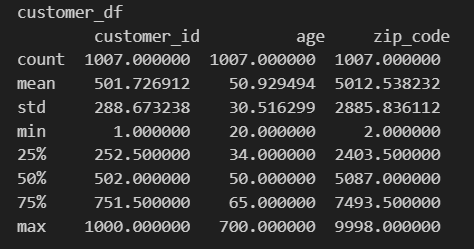 customer_df
customer_id age zip_code
count 1007.000000 1007.000000 1007.000000
mean 501.726912 50.929494 5012.538232
std 288.673238 30.516299 2885.836112
min 1.000000 20.000000 2.000000
25% 252.500000 34.000000 2403.500000
50% 502.000000 50.000000 5087.000000
75% 751.500000 65.000000 7493.500000
max 1000.000000 700.000000 9998.000000